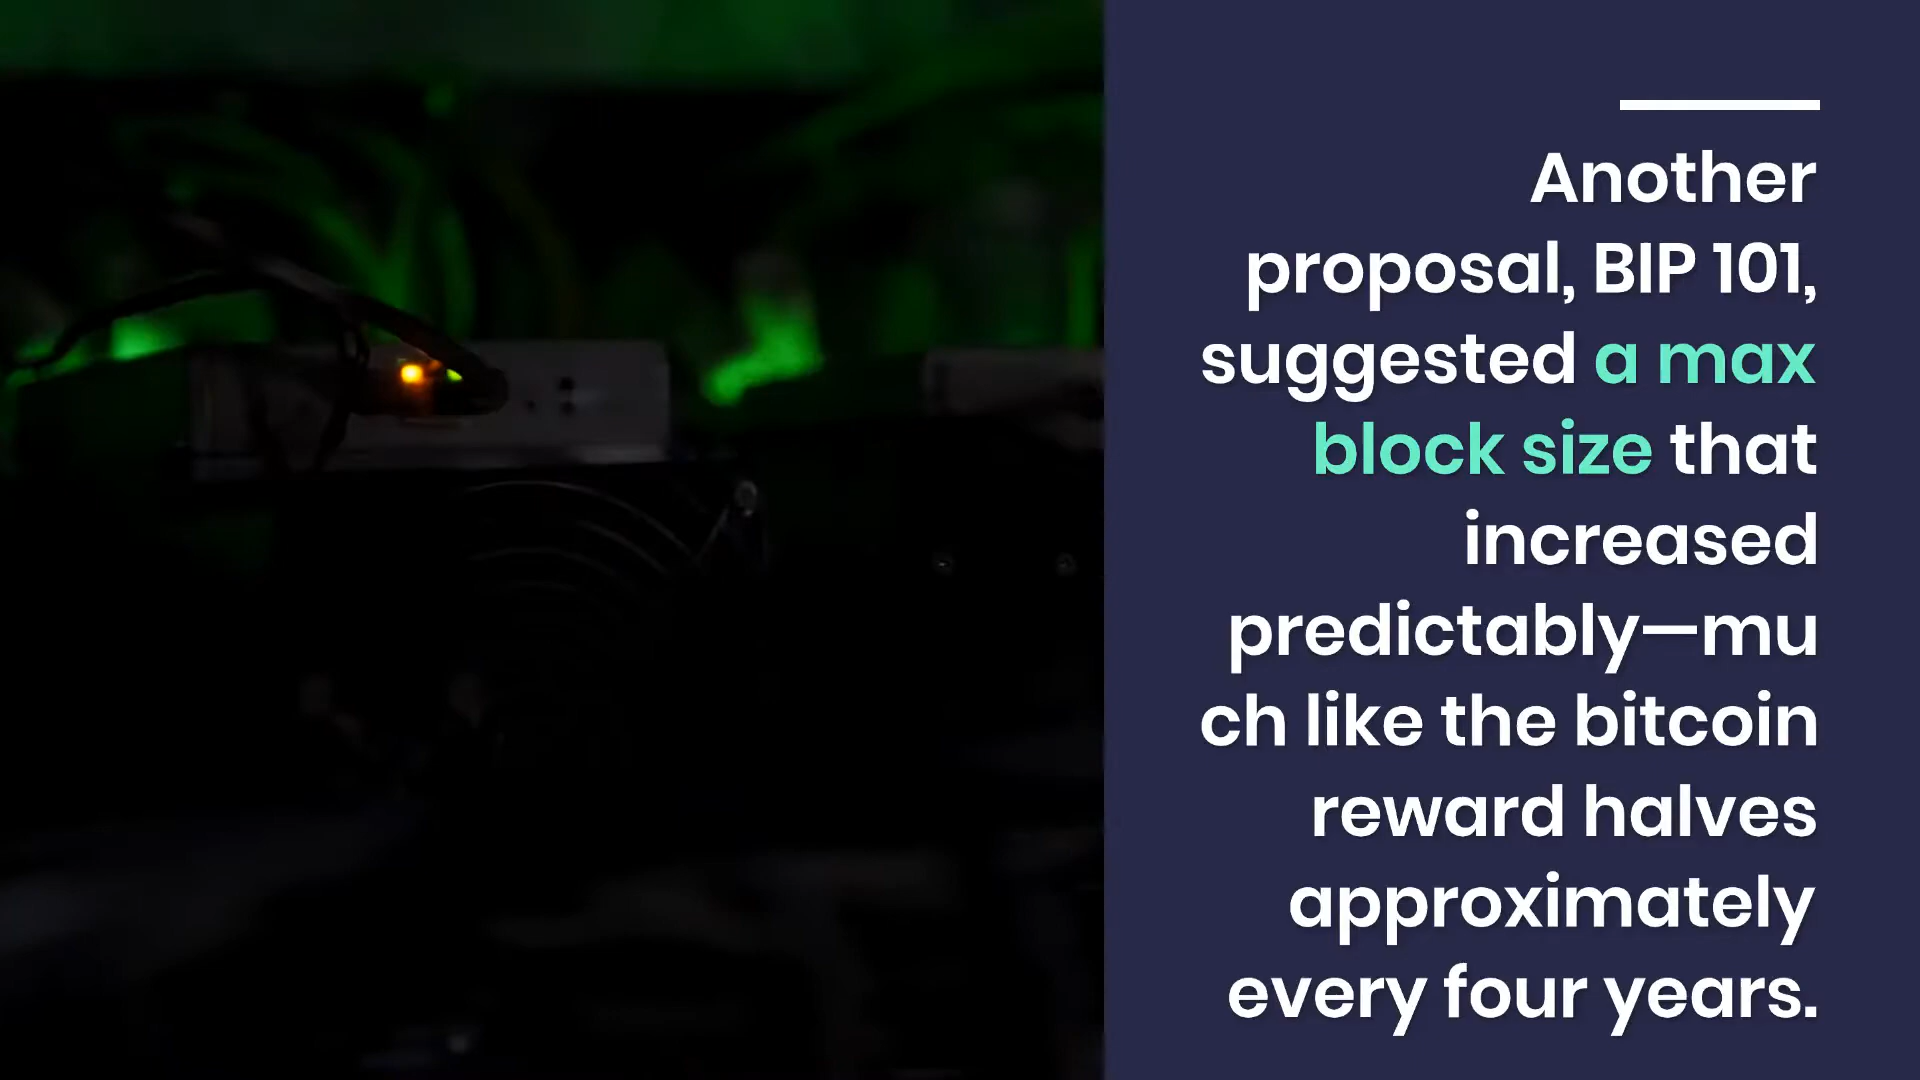 Another
proposal, BIP 101,
suggested a max
block size that
increased
predictably—mu
ch like the bitcoin
reward halves
approximately
every four years.